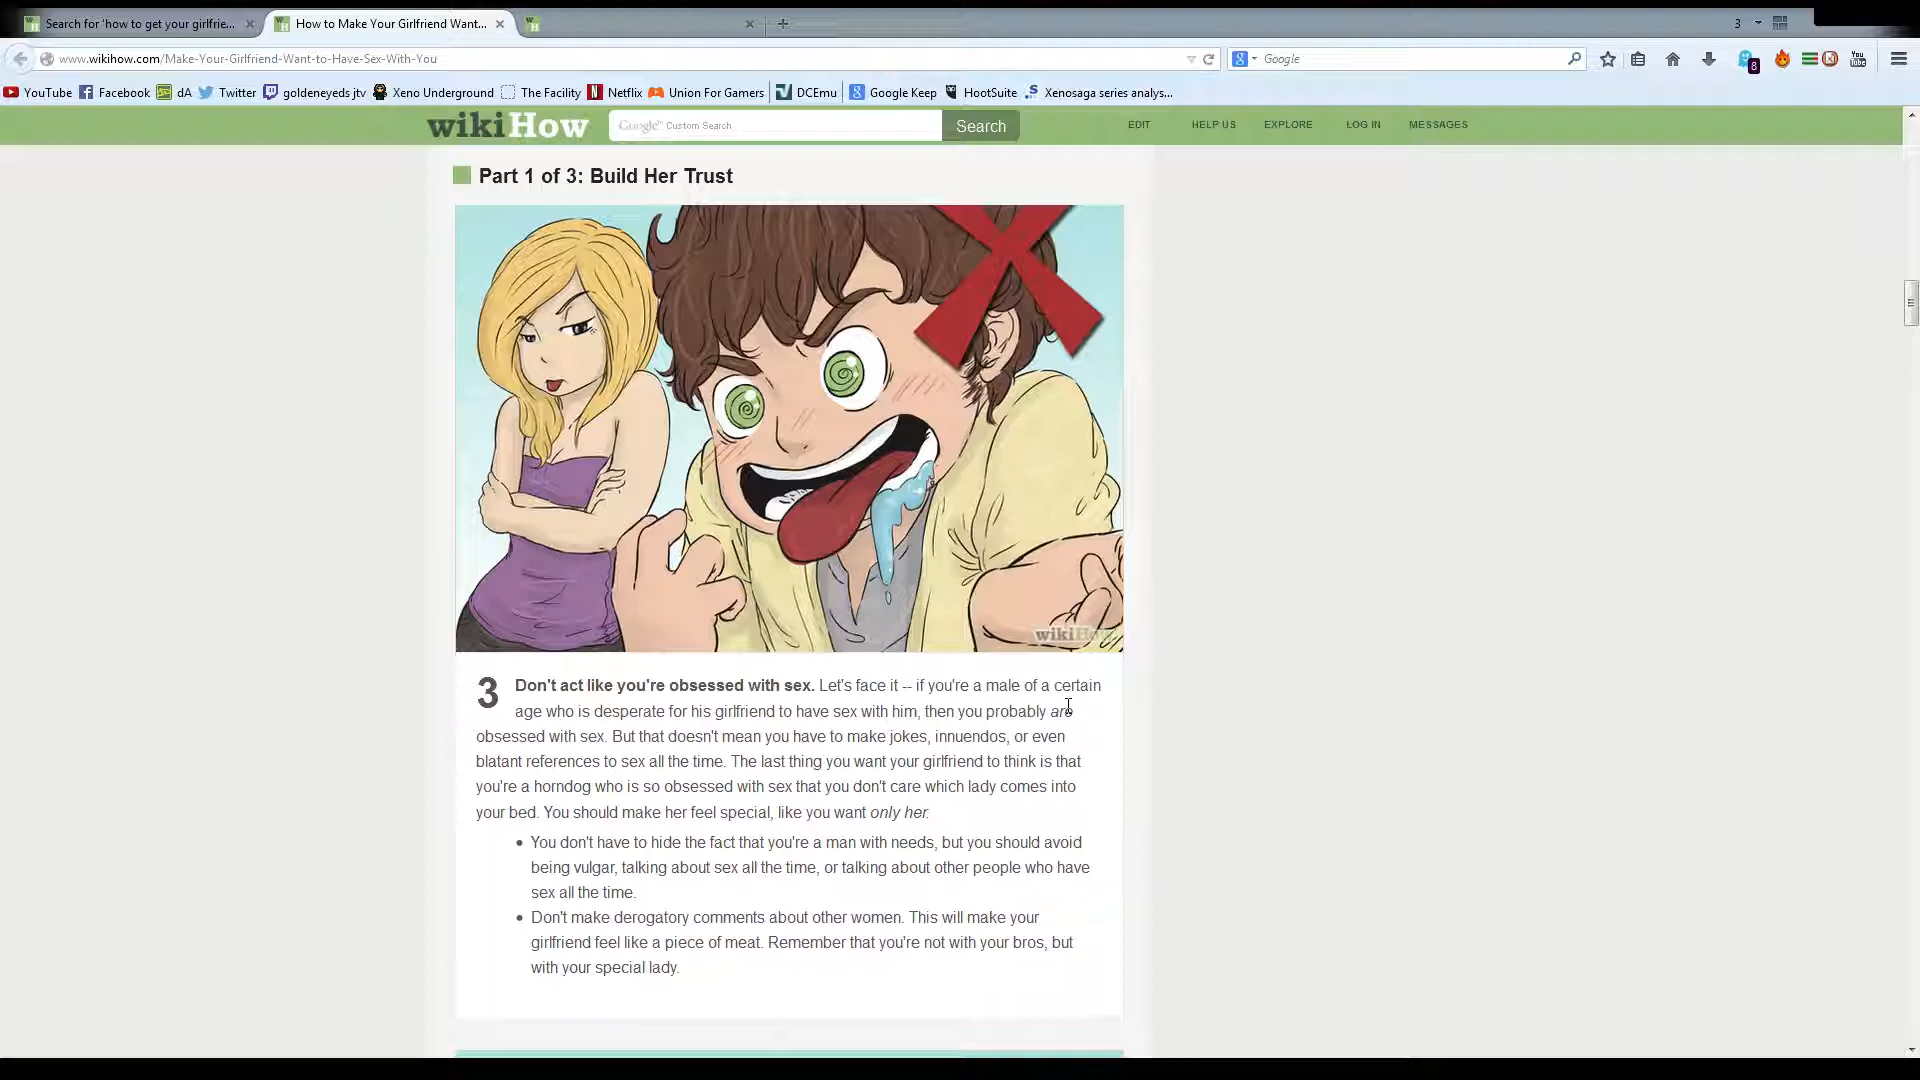 Search for 'how to get your girlfrie...
How to Make Your Girlfriend Want...
3
www.wikihow.com/Make-Your-Girlfriend-Want-to-Have-Sex-With-You
Google
8
YouTube Facebook dA Twitter goldeneyeds jtv Xeno Underground The Facility Netflix Union For Gamers DCEmu Google Keep HootSuite Xenosaga series analys...
wikiHow Google™ Custom Search Search EDIT HELP US EXPLORE LOG IN MESSAGES
Part 1 of 3: Build Her Trust
wikiHow
3 Don't act like you're obsessed with sex. Let's face it -- if you're a male of a certain
age who is desperate for his girlfriend to have sex with him, then you probably are
obsessed with sex. But that doesn't mean you have to make jokes, innuendos, or even
blatant references to sex all the time. The last thing you want your girlfriend to think is that
you're a horndog who is so obsessed with sex that you don't care which lady comes into
your bed. You should make her feel special, like you want only her.
• You don't have to hide the fact that you're a man with needs, but you should avoid
being vulgar, talking about sex all the time, or talking about other people who have
sex all the time.
• Don't make derogatory comments about other women. This will make your
girlfriend feel like a piece of meat. Remember that you're not with your bros, but
with your special lady.